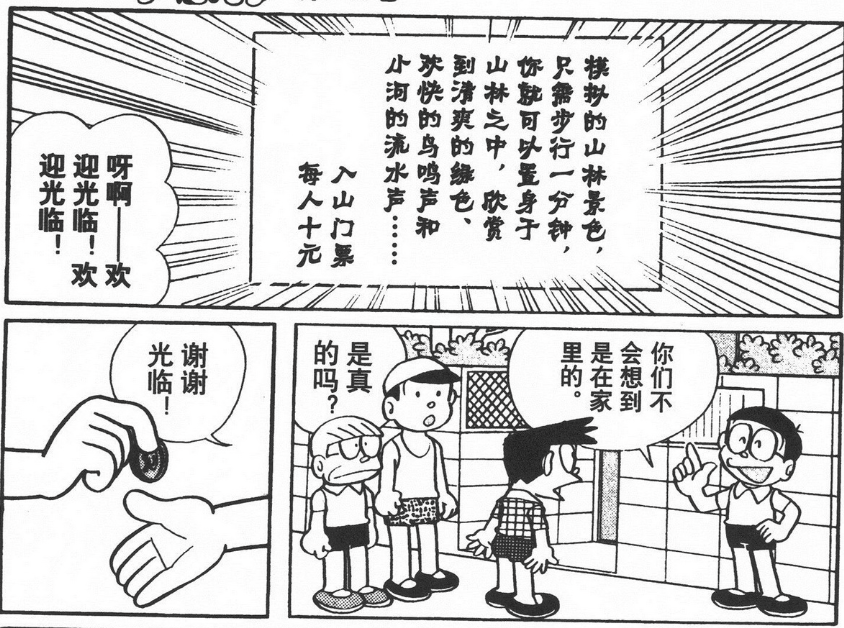 模拟的山林景色，
只需步行一分钟，
你就可以置身于
山林之中，欣赏
到清爽的绿色、
欢快的鸟鸣声和
小河的流水声……
入山门票
每人十元
呀啊——欢
迎光临！欢
迎光临！
你们不
会想到
是在家
里的。
是真
的吗？
谢谢
光临！